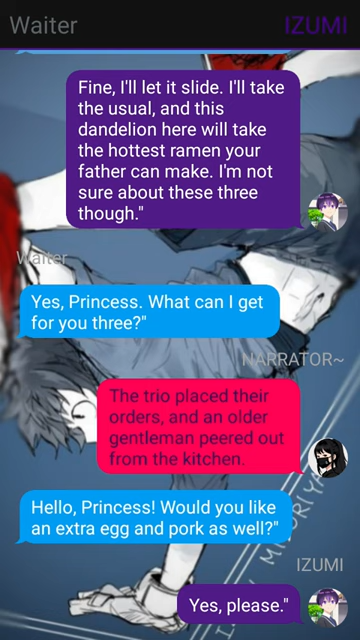 Waiter IZUMI
Fine, I'll let it slide. I'll take
the usual, and this
dandelion here will take
the hottest ramen your
father can make. I'm not
sure about these three
though."
Waiter
Yes, Princess. What can I get
for you three?"
NARRATOR~
The trio placed their
orders, and an older
gentleman peered out
from the kitchen.
Hello, Princess! Would you like
an extra egg and pork as well?"
IZUMI
Yes, please."